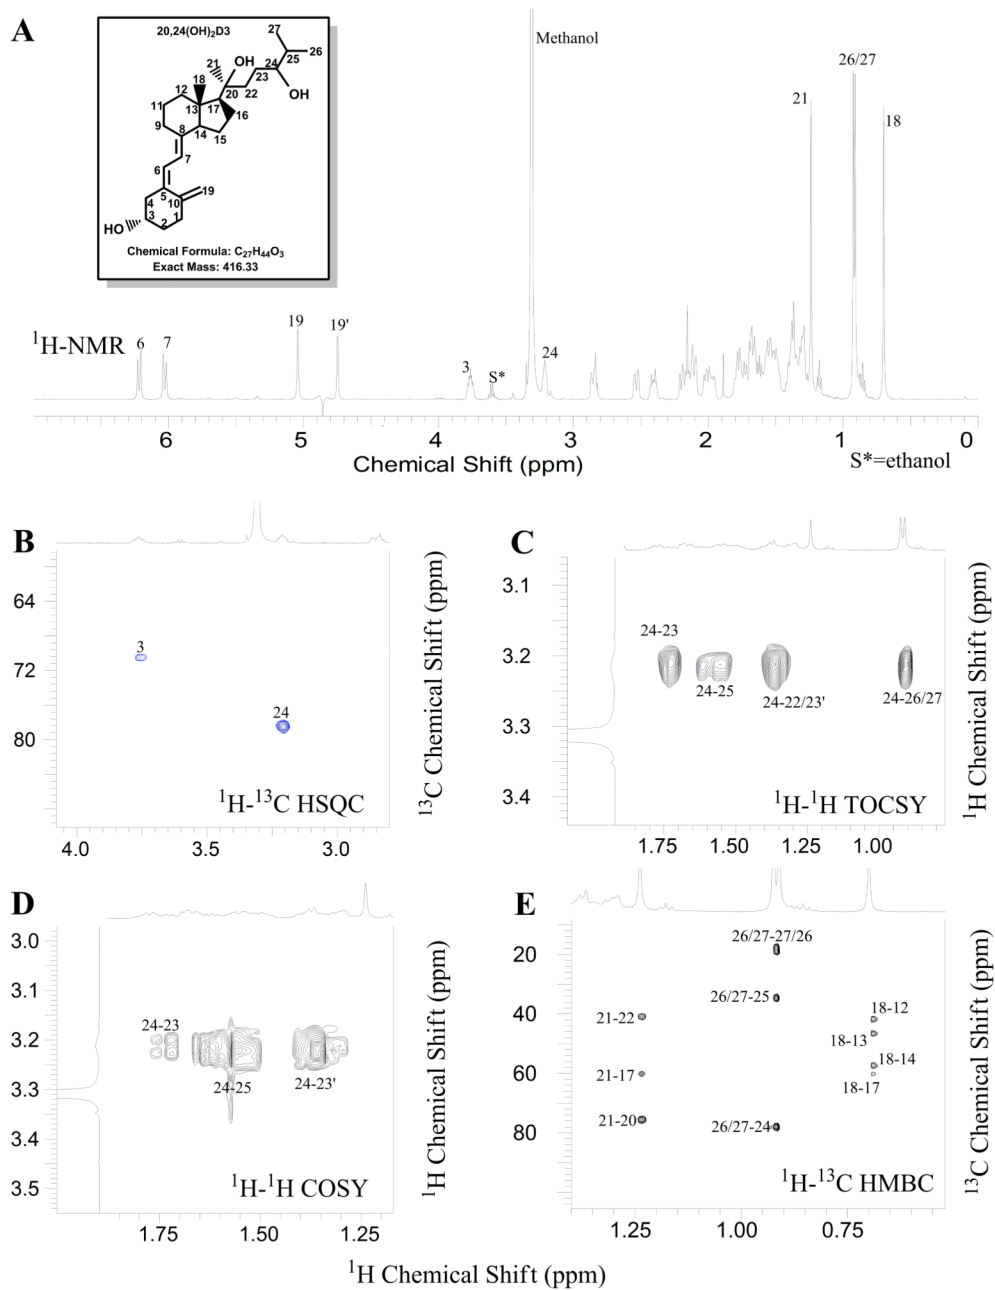 A
20,24(OH)₂D3
27
26
21
OH
24
25
18
23
12
20
22
OH
11
13
17
16
9
8
14
15
7
6
5
19
4
10
3
1
HO
2
Chemical Formula: C₂₇H₄₄O₃
Exact Mass: 416.33
Methanol
26/27
21
18
¹H-NMR
6
7
19
19'
3
S*
24
6 5 4 3 2 1 0
Chemical Shift (ppm)
S*=ethanol
B
64
72
80
3
24
¹H-¹³C HSQC
4.0 3.5 3.0
¹³C Chemical Shift (ppm)
C
3.1
3.2
3.3
3.4
24-23
24-25
24-22/23'
24-26/27
¹H-¹H TOCSY
1.75 1.50 1.25 1.00
¹H Chemical Shift (ppm)
D
3.0
3.1
3.2
3.3
3.4
3.5
24-23
24-25
24-23'
¹H-¹H COSY
1.75 1.50 1.25
¹H Chemical Shift (ppm)
E
20
40
60
80
26/27-27/26
26/27-25
21-22
18-12
18-13
18-14
21-17
18-17
21-20
26/27-24
¹H-¹³C HMBC
1.25 1.00 0.75
¹³C Chemical Shift (ppm)
¹H Chemical Shift (ppm)